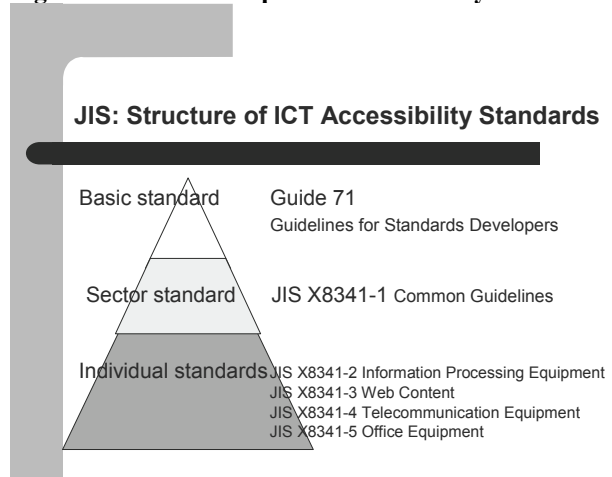 JIS: Structure of ICT Accessibility Standards
Basic standard
Guide 71
Guidelines for Standards Developers
Sector standard
JIS X8341-1 Common Guidelines
Individual standards
JIS X8341-2 Information Processing Equipment
JIS X8341-3 Web Content
JIS X8341-4 Telecommunication Equipment
JIS X8341-5 Office Equipment